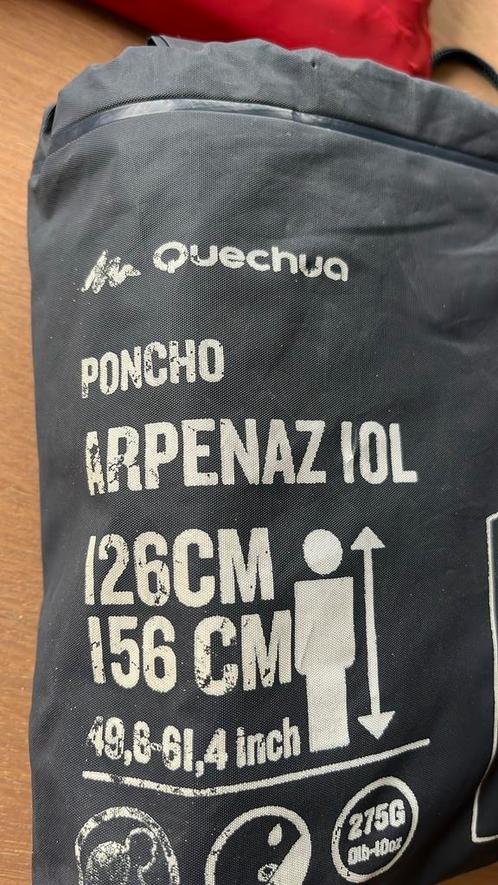 Quechua
PONCHO
ARPENAZ 10L
126CM
156 CM
49,6-61,4 inch
275G
0lb-10oz